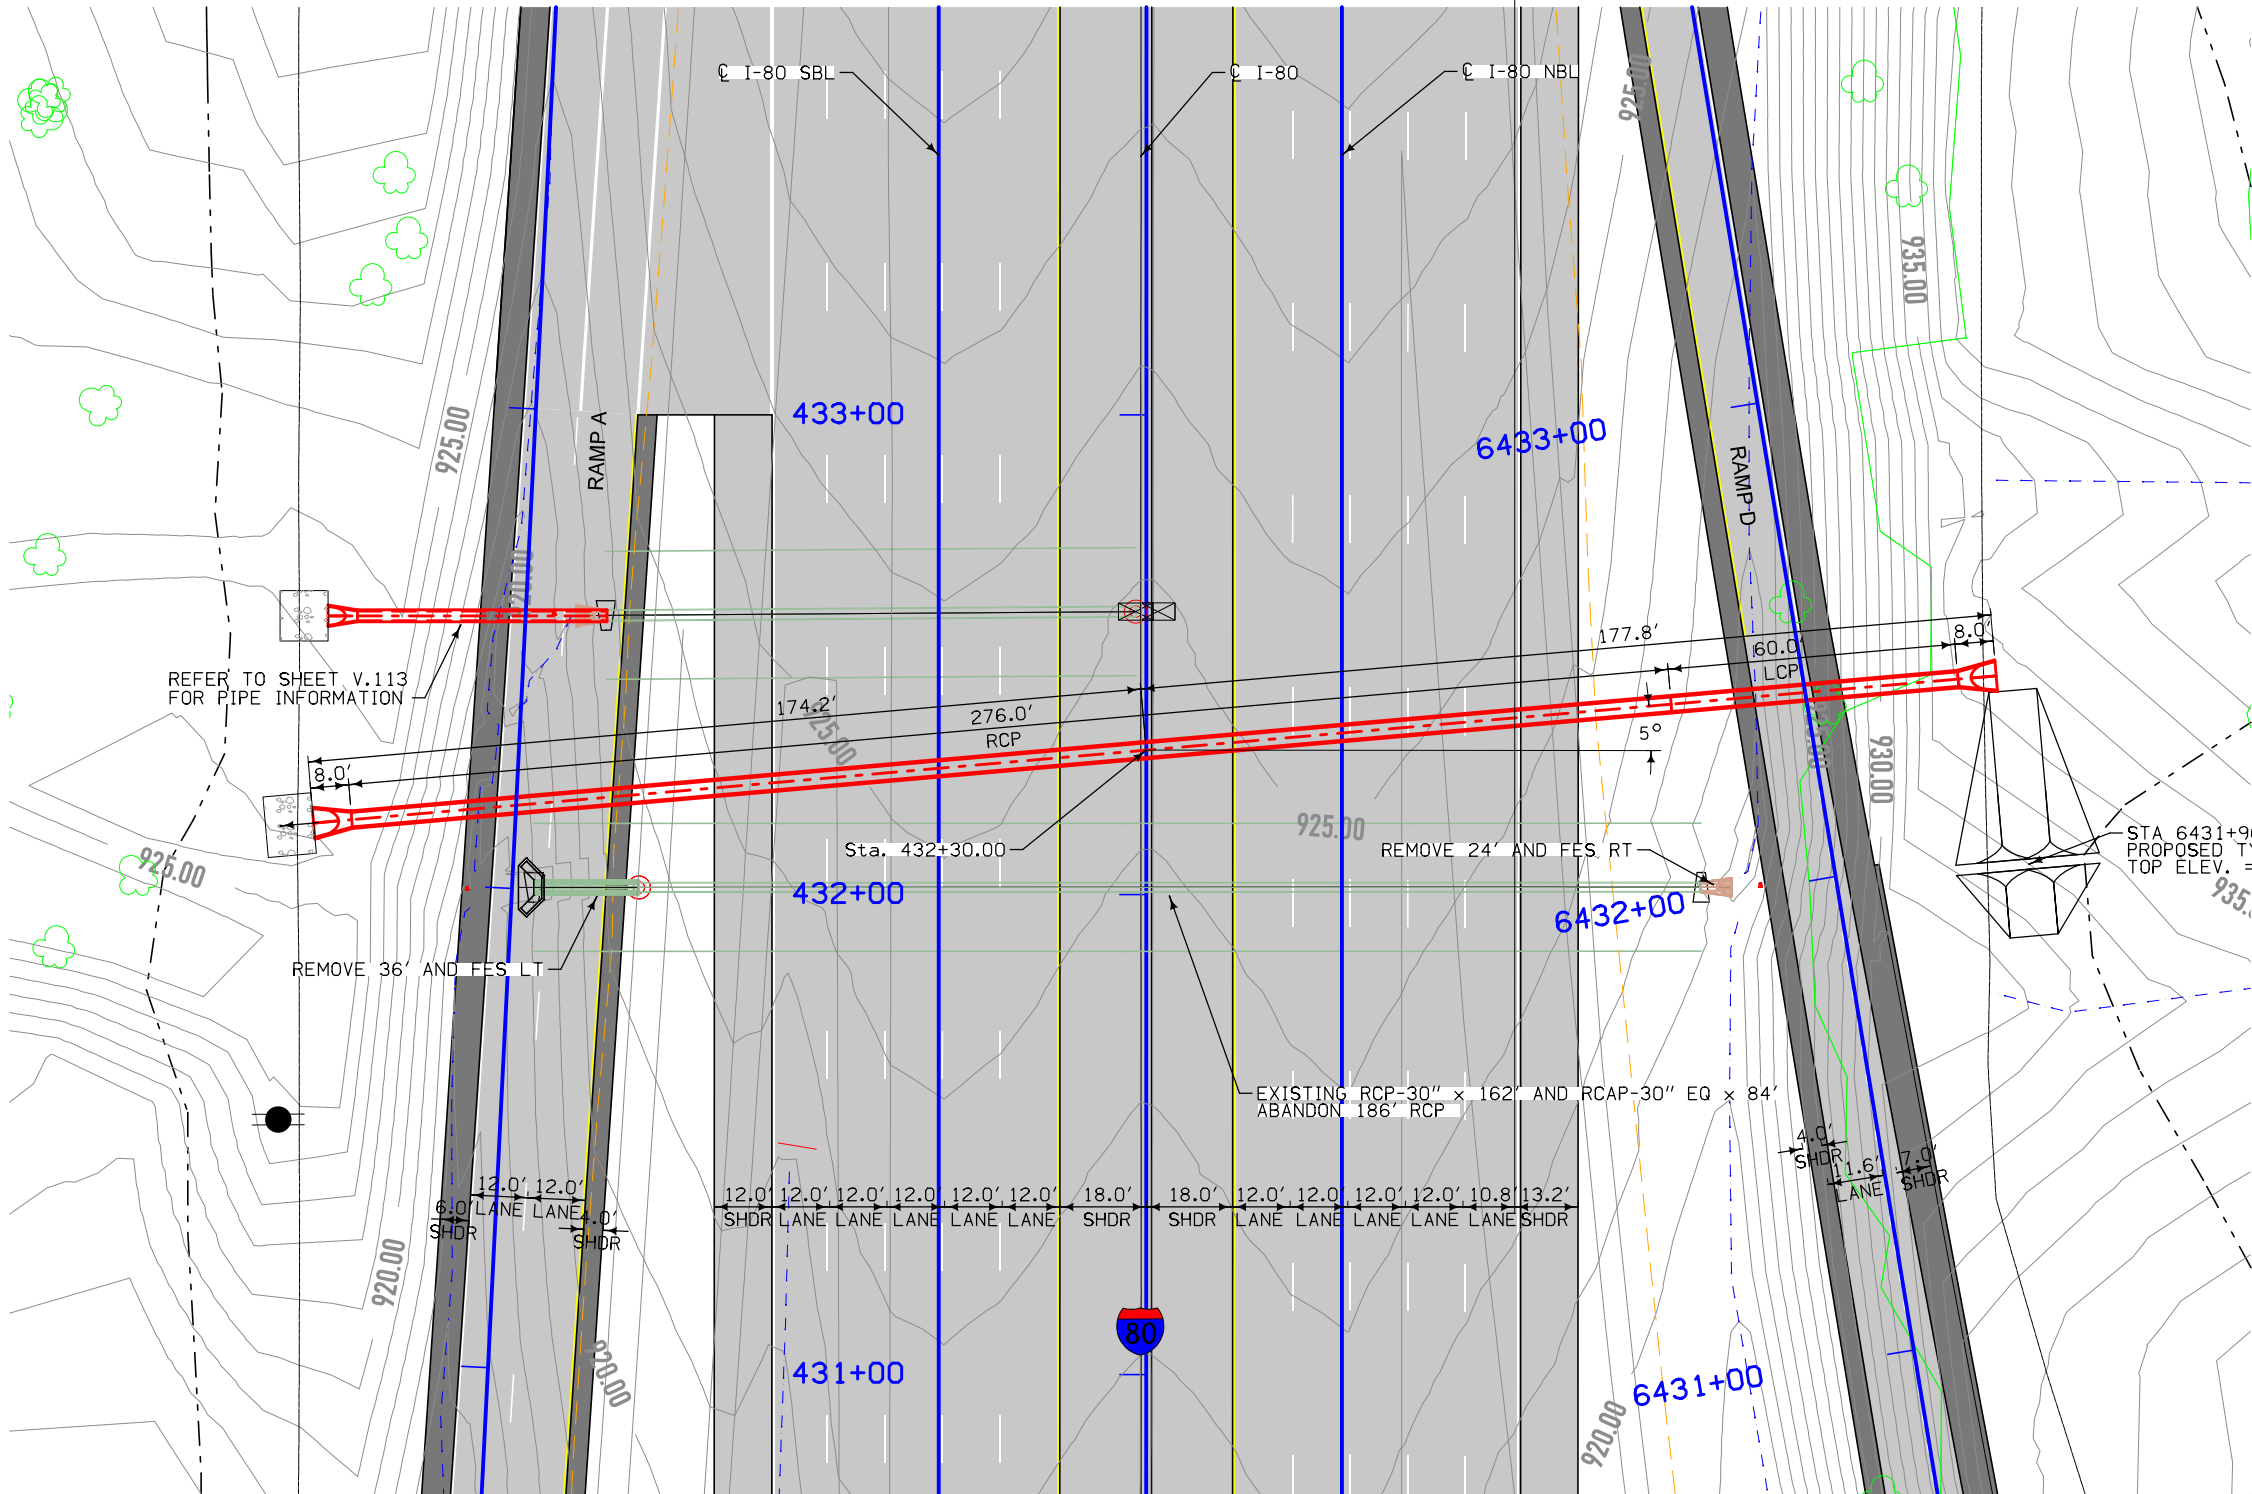 ℄ I-80 SBL
℄ I-80
℄ I-80 NBL
925.00
935.00
433+00
6433+00
925.00
RAMP A
RAMP D
REFER TO SHEET V.113
FOR PIPE INFORMATION
177.8'
8.0'
60.0'
LCP
174.2'
276.0'
RCP
925.00
5°
8.0'
930.00
Sta. 432+30.00
925.00
REMOVE 24' AND FES RT
STA 6431+9
PROPOSED TY
TOP ELEV. =
925.00
432+00
6432+00
935.
REMOVE 36' AND FES LT
EXISTING RCP-30" x 162' AND RCAP-30" EQ x 84'
ABANDON 186' RCP
4.0'
SHDR
11.6'
LANE
7.0'
SHDR
6.0'
SHDR
12.0'
LANE
12.0'
LANE
4.0'
SHDR
12.0' 12.0' 12.0' 12.0' 12.0' 12.0' 18.0' 18.0' 12.0' 12.0' 12.0' 12.0' 10.8' 13.2'
SHDR LANE LANE LANE LANE LANE SHDR SHDR LANE LANE LANE LANE LANE SHDR
920.00
80
431+00
6431+00
920.00
920.00